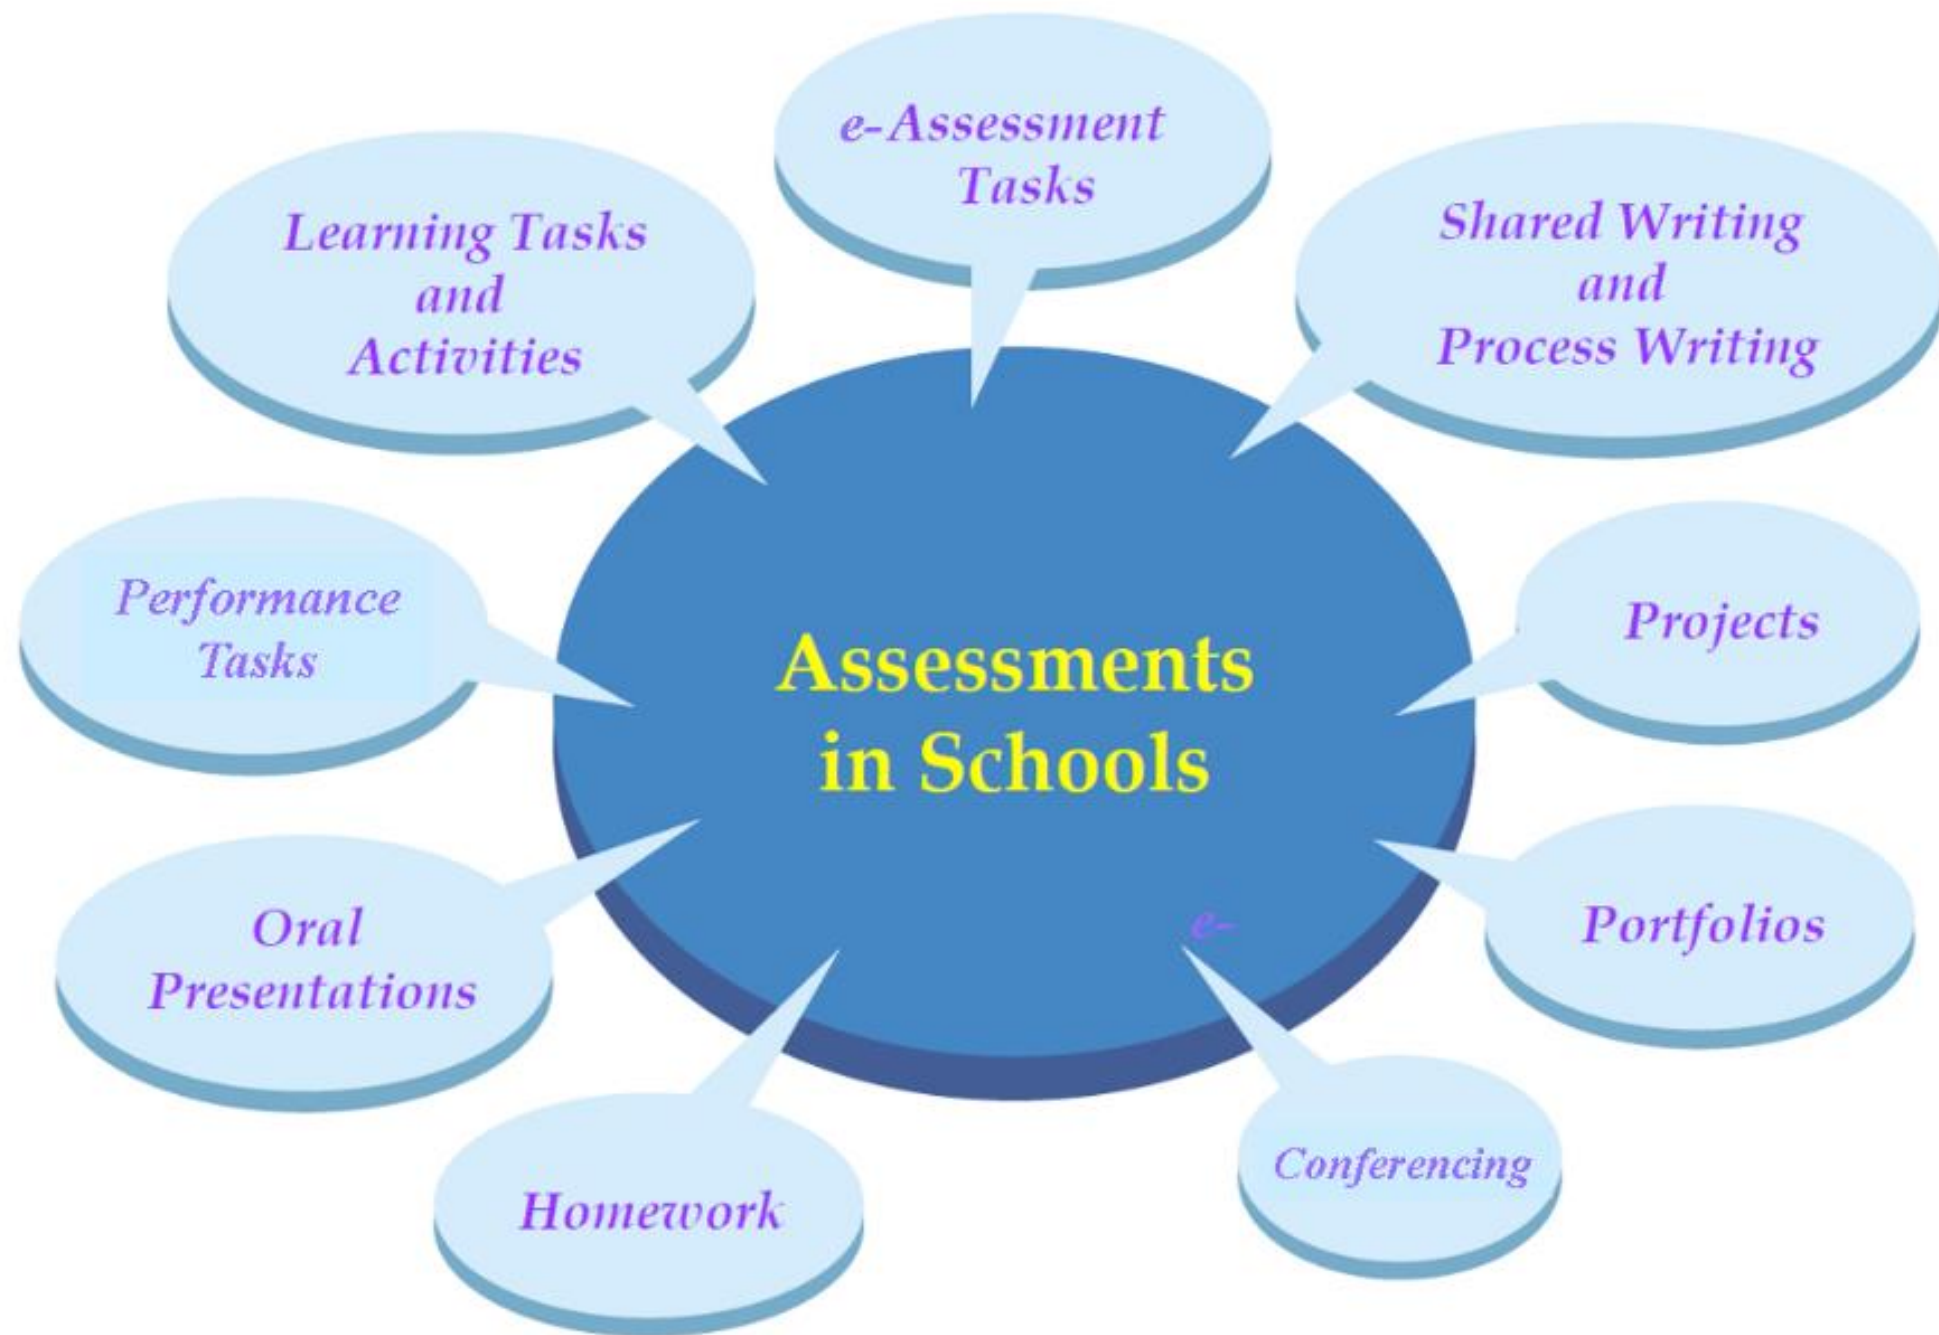 e-Assessment
Tasks
Learning Tasks
and
Activities
Shared Writing
and
Process Writing
Performance
Tasks
Projects
Assessments
in Schools
Oral
Presentations
e-
Portfolios
Homework
Conferencing